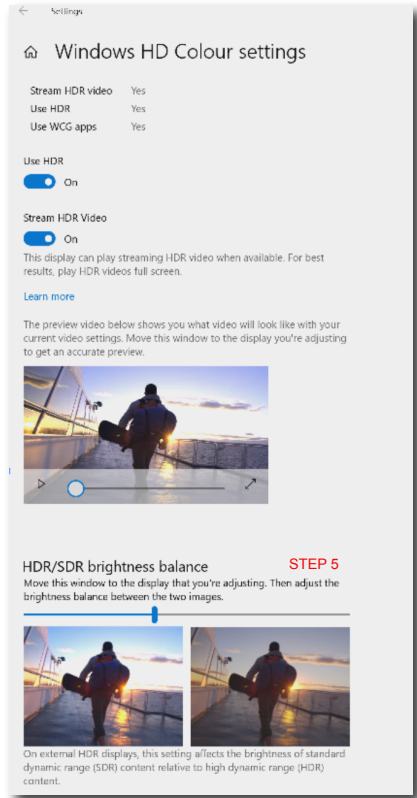 Settings
Windows HD Colour settings
Stream HDR video Yes
Use HDR Yes
Use WCG apps Yes
Use HDR
On
Stream HDR Video
On
This display can play streaming HDR video when available. For best
results, play HDR videos full screen.
Learn more
The preview video below shows you what video will look like with your
current video settings. Move this window to the display you're adjusting
to get an accurate preview.
HDR/SDR brightness balance STEP 5
Move this window to the display that you're adjusting. Then adjust the
brightness balance between the two images.
On external HDR displays, this setting affects the brightness of standard
dynamic range (SDR) content relative to high dynamic range (HDR)
content.